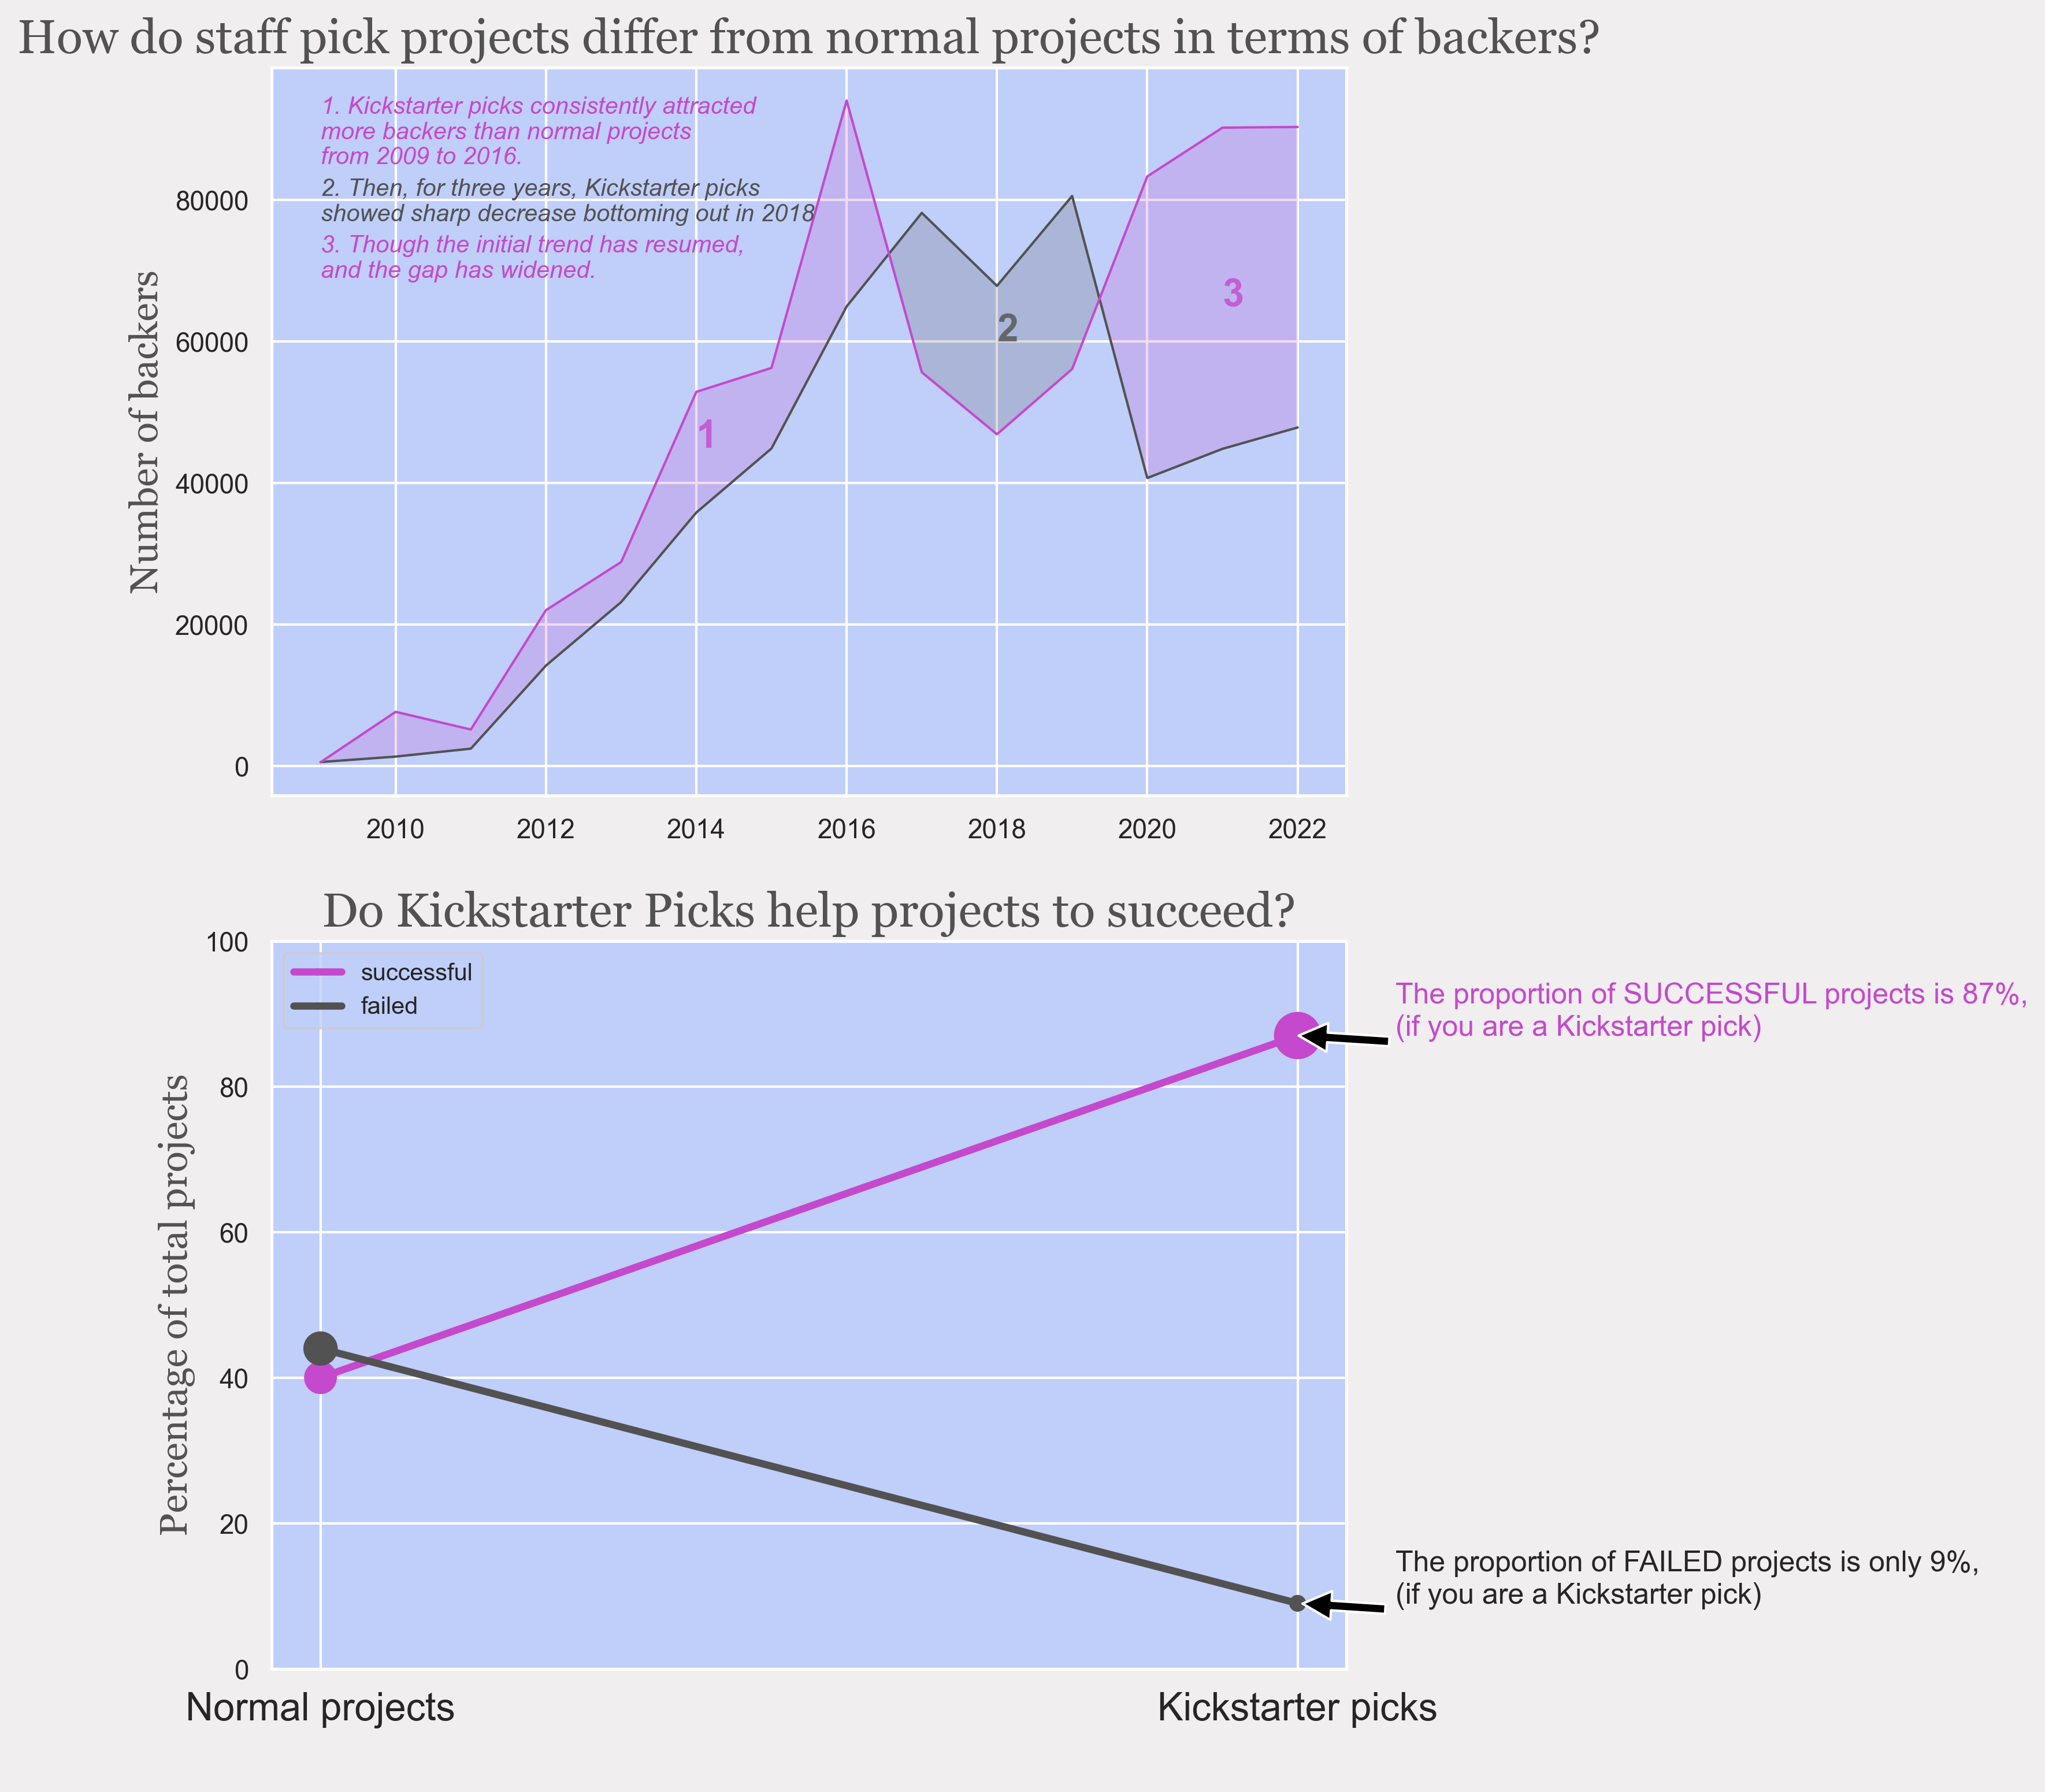 How do staff pick projects differ from normal projects in terms of backers?
1. Kickstarter picks consistently attracted
more backers than normal projects
from 2009 to 2016.
2. Then, for three years, Kickstarter picks
showed sharp decrease bottoming out in 2018
3. Though the initial trend has resumed,
and the gap has widened.
Number of backers
80000
60000
40000
20000
0
1
2
3
2010
2012
2014
2016
2018
2020
2022
Do Kickstarter Picks help projects to succeed?
successful
failed
Percentage of total projects
100
80
60
40
20
0
The proportion of SUCCESSFUL projects is 87%,
(if you are a Kickstarter pick)
The proportion of FAILED projects is only 9%,
(if you are a Kickstarter pick)
Normal projects
Kickstarter picks